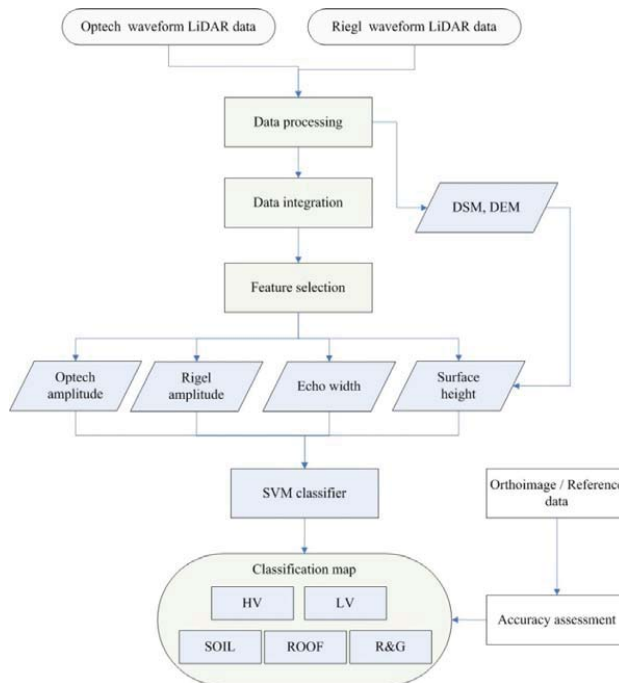 Optech waveform LiDAR data
Riegl waveform LiDAR data
Data processing
Data integration
DSM, DEM
Feature selection
Optech
amplitude
Rigel
amplitude
Echo width
Surface
height
SVM classifier
Orthoimage / Reference
data
Classification map
HV
LV
Accuracy assessment
SOIL
ROOF
R&G